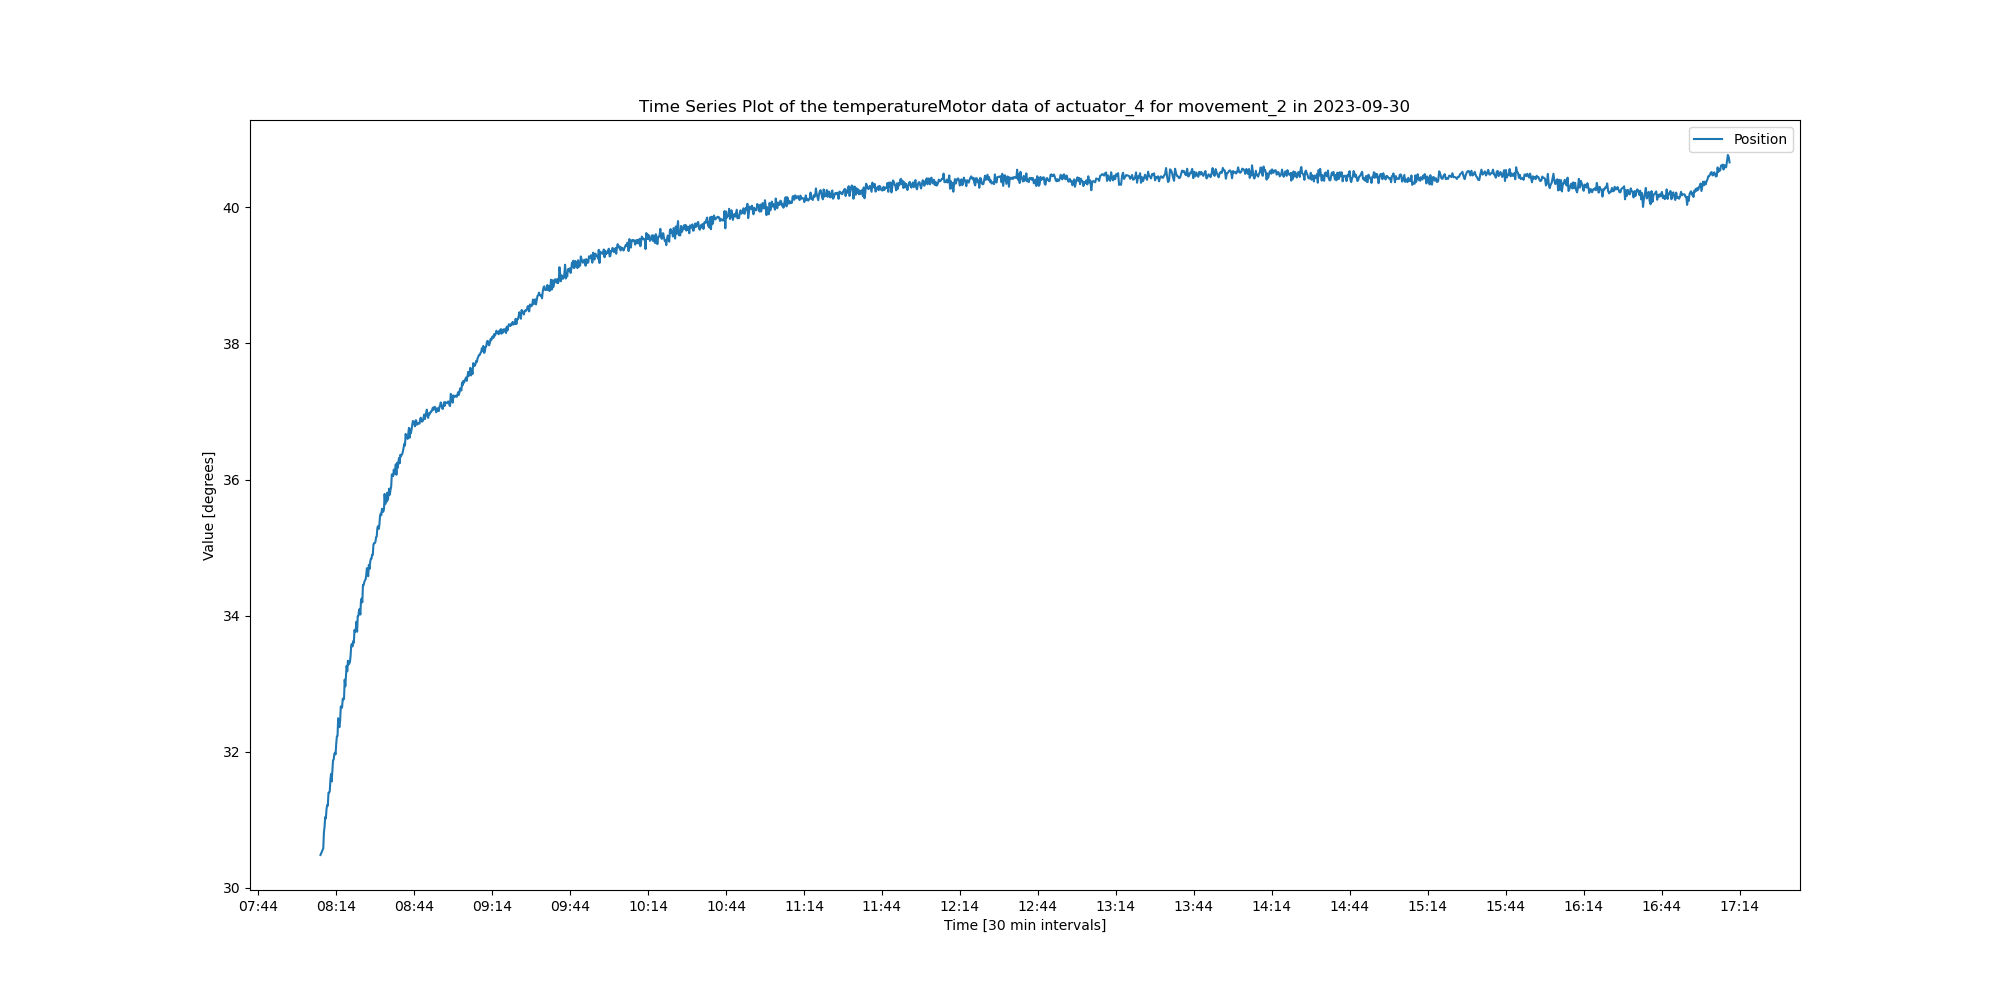 Time Series Plot of the temperatureMotor data of actuator_4 for movement_2 in 2023-09-30
Position
40
38
36
34
32
30
Value [degrees]
07:44 08:14 08:44 09:14 09:44 10:14 10:44 11:14 11:44 12:14 12:44 13:14 13:44 14:14 14:44 15:14 15:44 16:14 16:44 17:14
Time [30 min intervals]